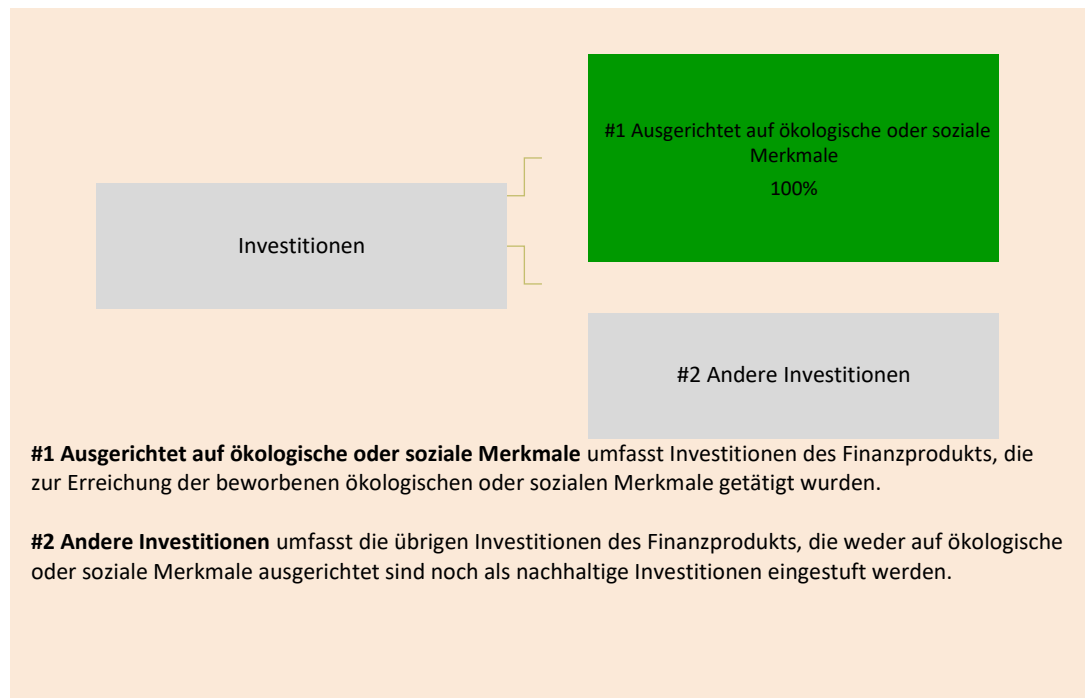 #1 Ausgerichtet auf ökologische oder soziale
Merkmale
100%
Investitionen
#2 Andere Investitionen
#1 Ausgerichtet auf ökologische oder soziale Merkmale umfasst Investitionen des Finanzprodukts, die
zur Erreichung der beworbenen ökologischen oder sozialen Merkmale getätigt wurden.
#2 Andere Investitionen umfasst die übrigen Investitionen des Finanzprodukts, die weder auf ökologische
oder soziale Merkmale ausgerichtet sind noch als nachhaltige Investitionen eingestuft werden.